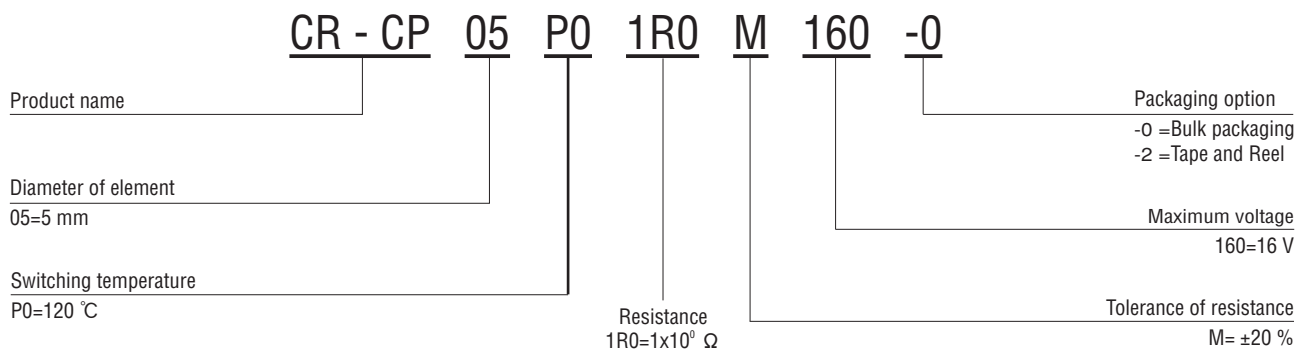 CR - CP 05 P0 1R0 M 160 -0
Product name
Packaging option
-0 =Bulk packaging
-2 =Tape and Reel
Diameter of element
05=5 mm
Maximum voltage
160=16 V
Switching temperature
P0=120 ℃
Resistance
1R0=1x10⁰ Ω
Tolerance of resistance
M= ±20 %